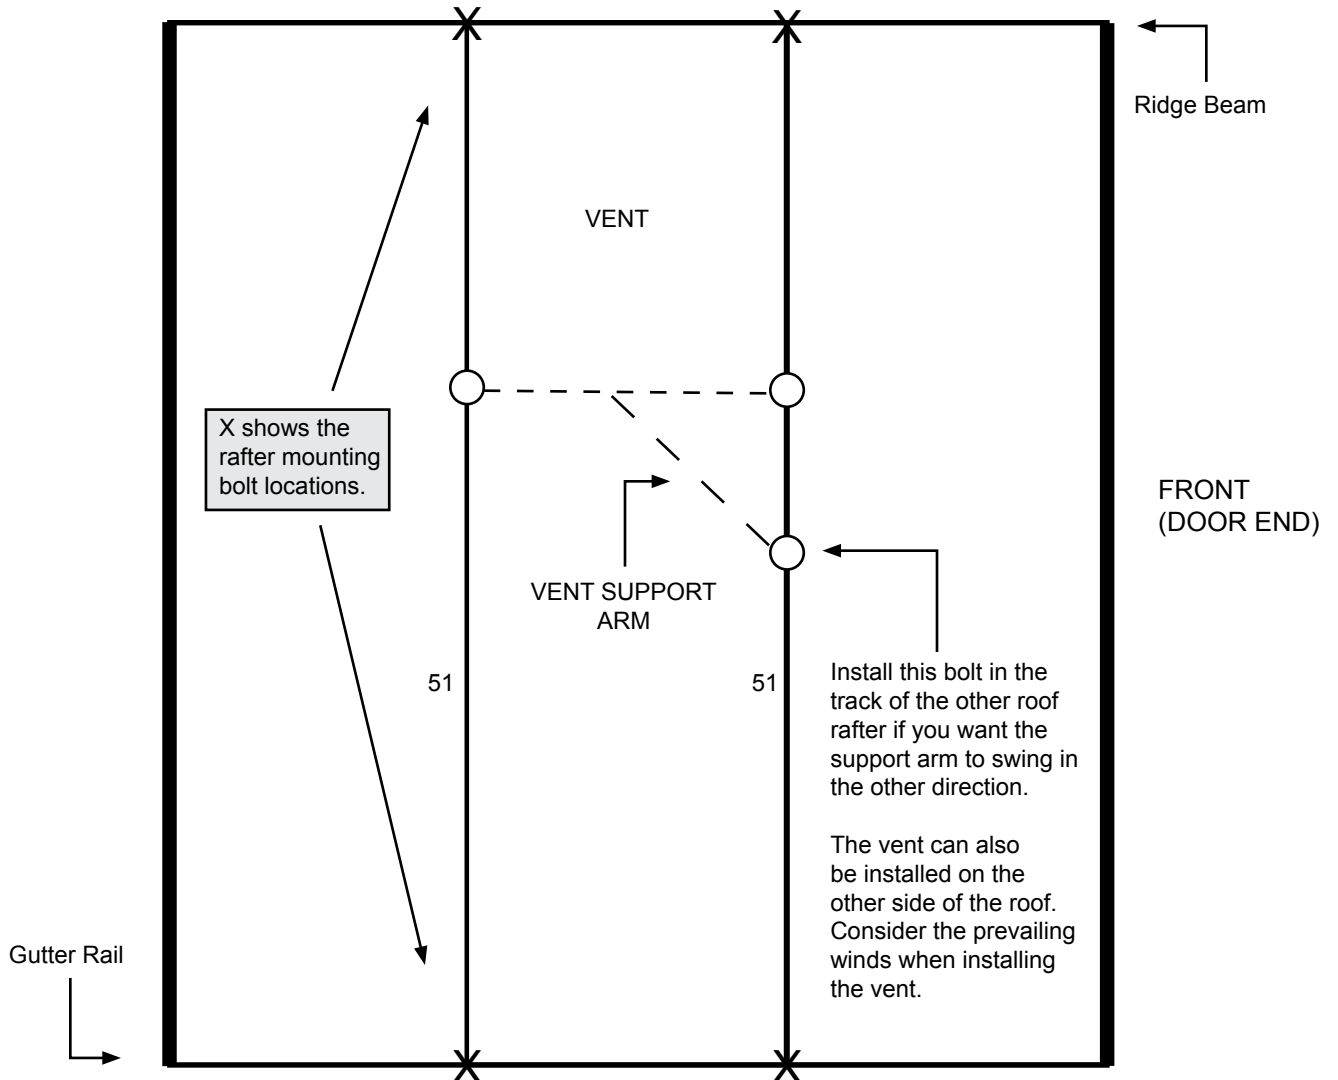 X
X
Ridge Beam
VENT
X shows the
rafter mounting
bolt locations.
FRONT
(DOOR END)
VENT SUPPORT
ARM
51
51
Install this bolt in the
track of the other roof
rafter if you want the
support arm to swing in
the other direction.
The vent can also
be installed on the
other side of the roof.
Consider the prevailing
winds when installing
the vent.
Gutter Rail
X
X